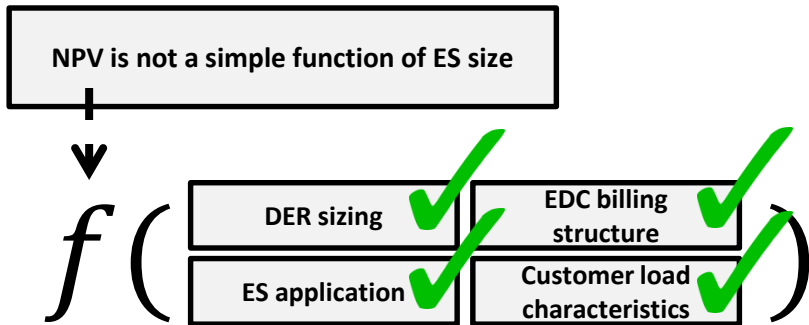 NPV is not a simple function of ES size
f (
DER sizing
EDC billing
structure
ES application
Customer load
characteristics
)